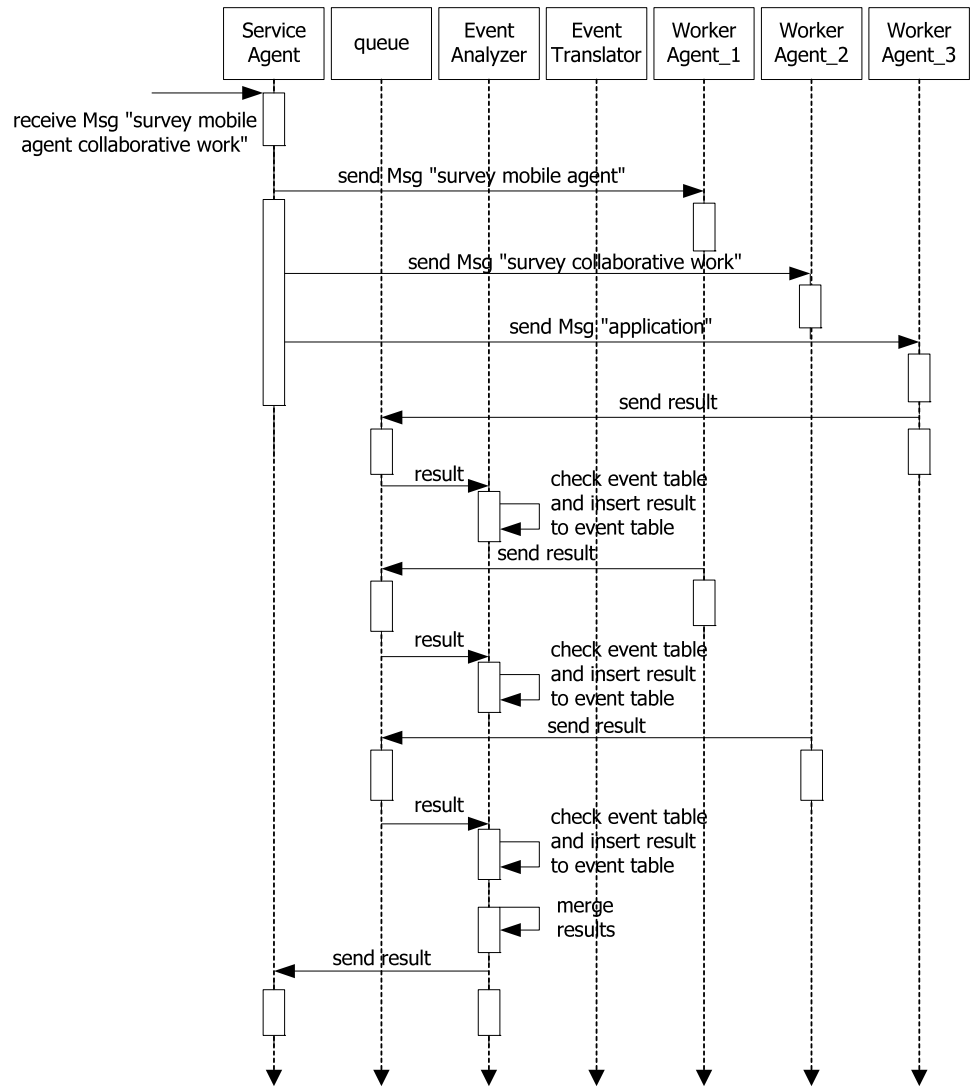 Service
Agent
queue
Event
Analyzer
Event
Translator
Worker
Agent_1
Worker
Agent_2
Worker
Agent_3
receive Msg "survey mobile
agent collaborative work"
send Msg "survey mobile agent"
send Msg "survey collaborative work"
send Msg "application"
send result
result
check event table
and insert result
to event table
send result
result
check event table
and insert result
to event table
send result
result
check event table
and insert result
to event table
merge
results
send result